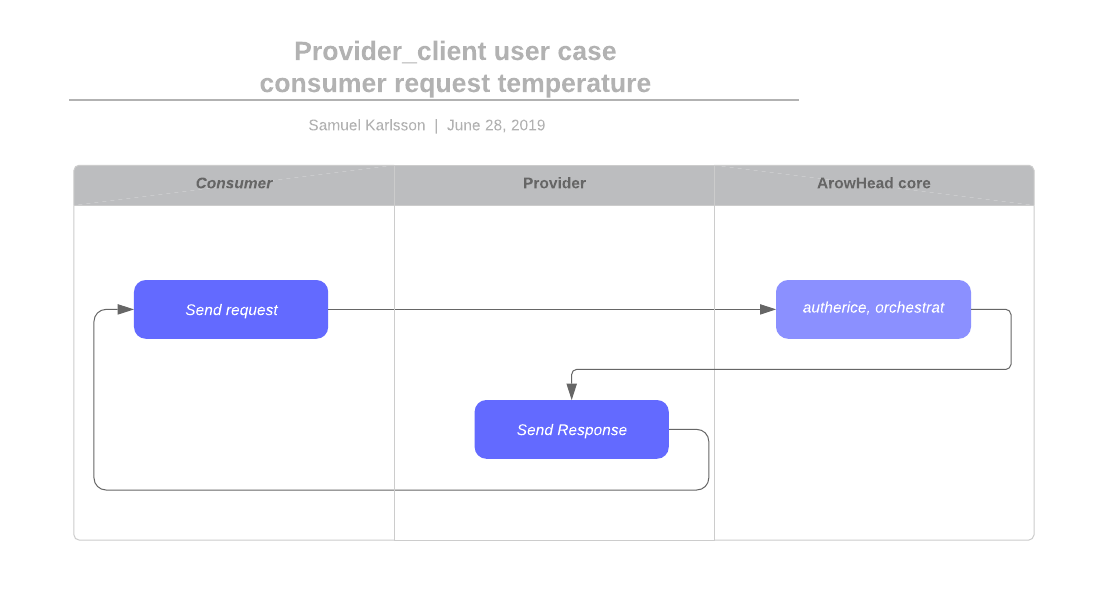 Provider_client user case
consumer request temperature
Samuel Karlsson | June 28, 2019
Consumer
Provider
ArowHead core
Send request
autherice, orchestrat
Send Response